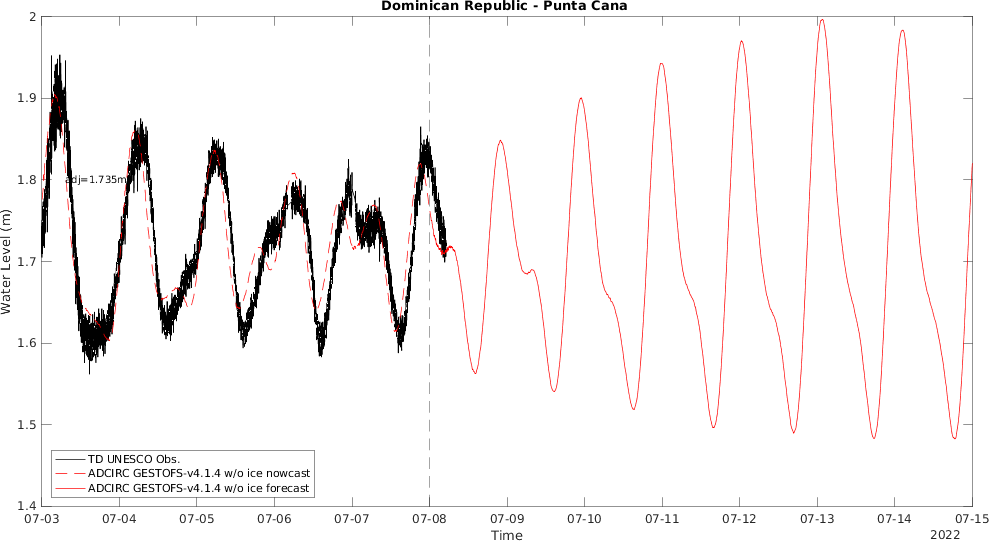 Dominican Republic - Punta Cana
2
1.9
1.8
1.7
1.6
1.5
1.4
Water Level (m)
adj=1.735m
TD UNESCO Obs.
ADCIRC GESTOFS-v4.1.4 w/o ice nowcast
ADCIRC GESTOFS-v4.1.4 w/o ice forecast
07-03 07-04 07-05 07-06 07-07 07-08 07-09 07-10 07-11 07-12 07-13 07-14 07-15
Time
2022